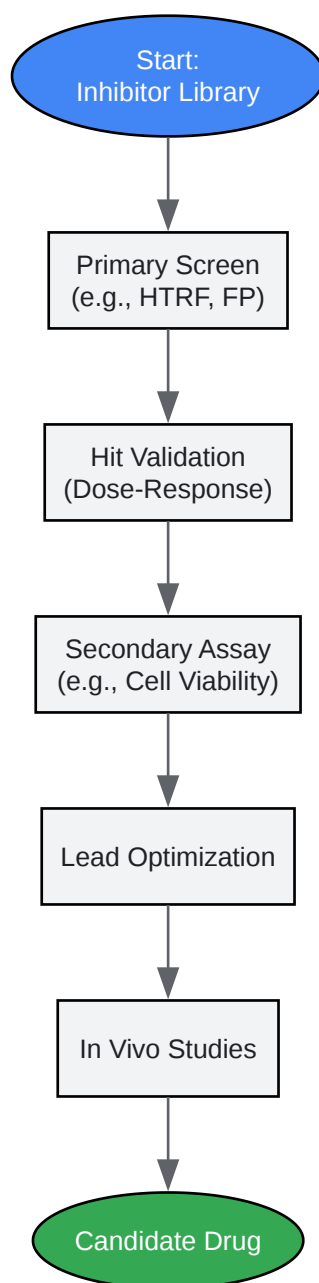 Start:
Inhibitor Library
Primary Screen
(e.g., HTRF, FP)
Hit Validation
(Dose-Response)
Secondary Assay
(e.g., Cell Viability)
Lead Optimization
In Vivo Studies
Candidate Drug